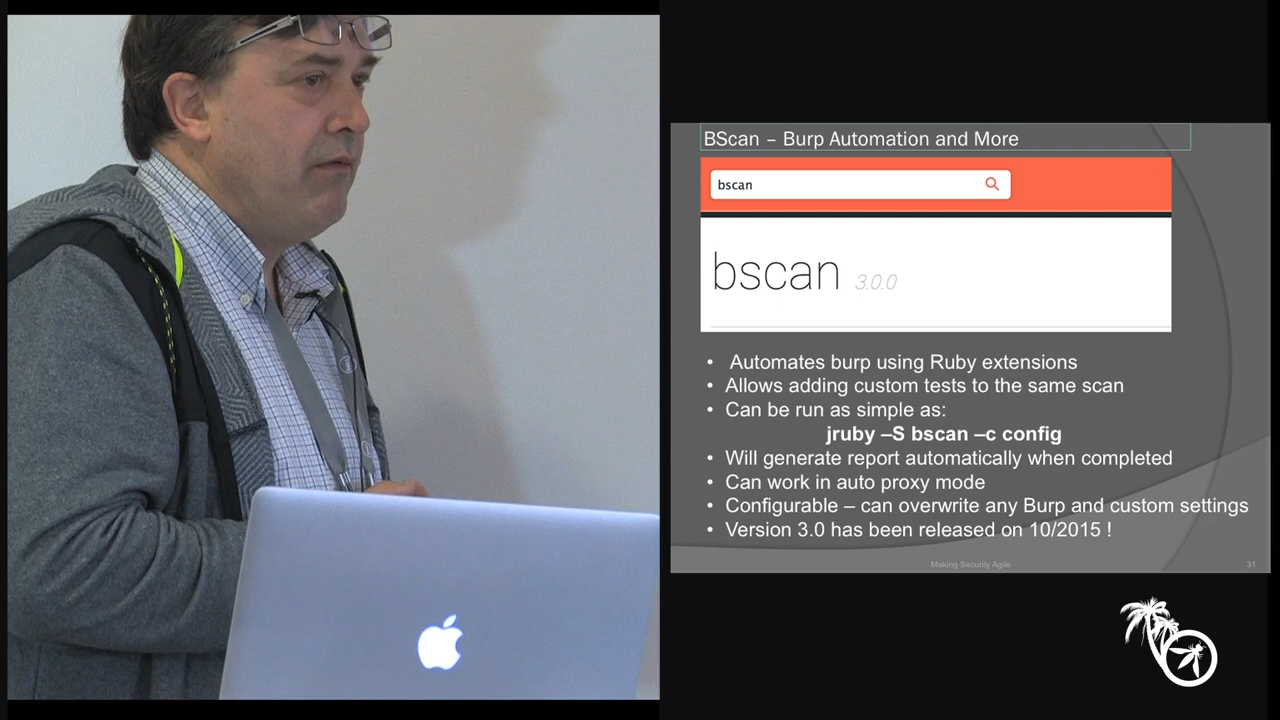 BScan – Burp Automation and More
bscan
bscan 3.0.0
• Automates burp using Ruby extensions
• Allows adding custom tests to the same scan
• Can be run as simple as:
jruby –S bscan –c config
• Will generate report automatically when completed
• Can work in auto proxy mode
• Configurable – can overwrite any Burp and custom settings
• Version 3.0 has been released on 10/2015 !
Making Security Agile 31